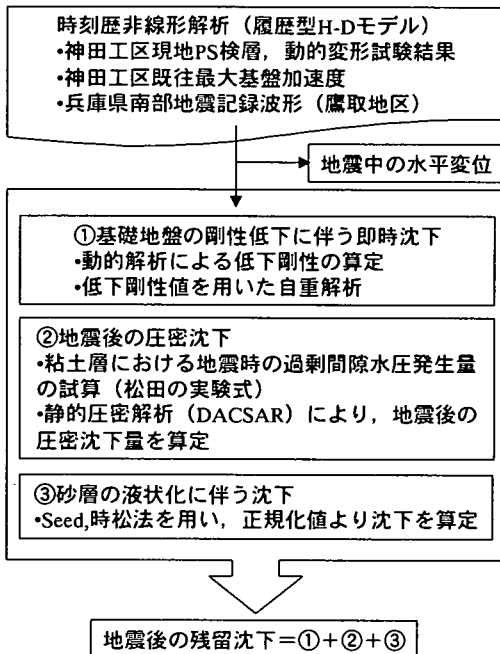 時刻歴非線形解析（履歴型H-Dモデル）
•神田工区現地PS検層，動的変形試験結果
•神田工区既往最大基盤加速度
•兵庫県南部地震記録波形（鷹取地区）
地震中の水平変位
①基礎地盤の剛性低下に伴う即時沈下
•動的解析による低下剛性の算定
•低下剛性値を用いた自重解析
②地震後の圧密沈下
•粘土層における地震時の過剰間隙水圧発生量
の試算（松田の実験式）
•静的圧密解析（DACSAR）により，地震後の
圧密沈下量を算定
③砂層の液状化に伴う沈下
•Seed,時松法を用い，正規化値より沈下を算定
地震後の残留沈下＝①＋②＋③